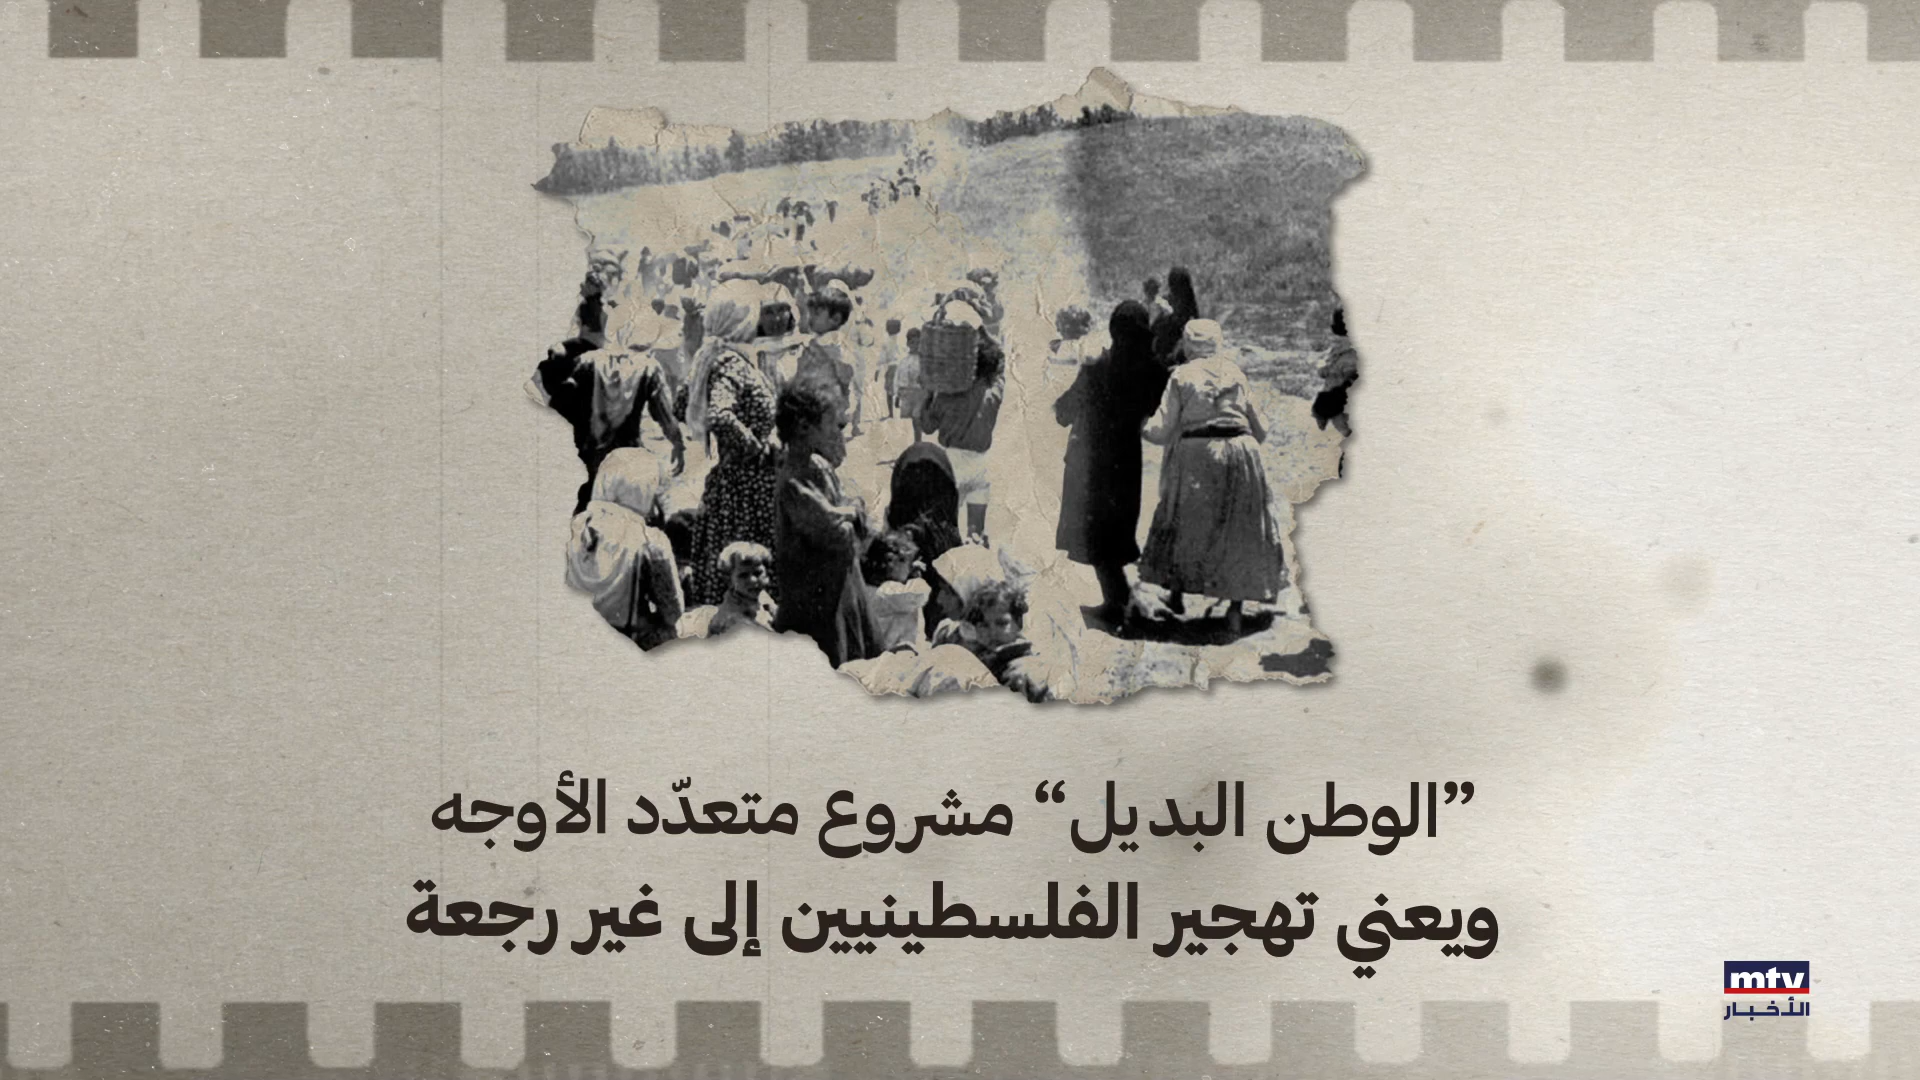 ”الوطن البديل“ مشروع متعدّد الأوجه
ويعني تهجير الفلسطينيين إلى غير رجعة
mtv
الأخبار